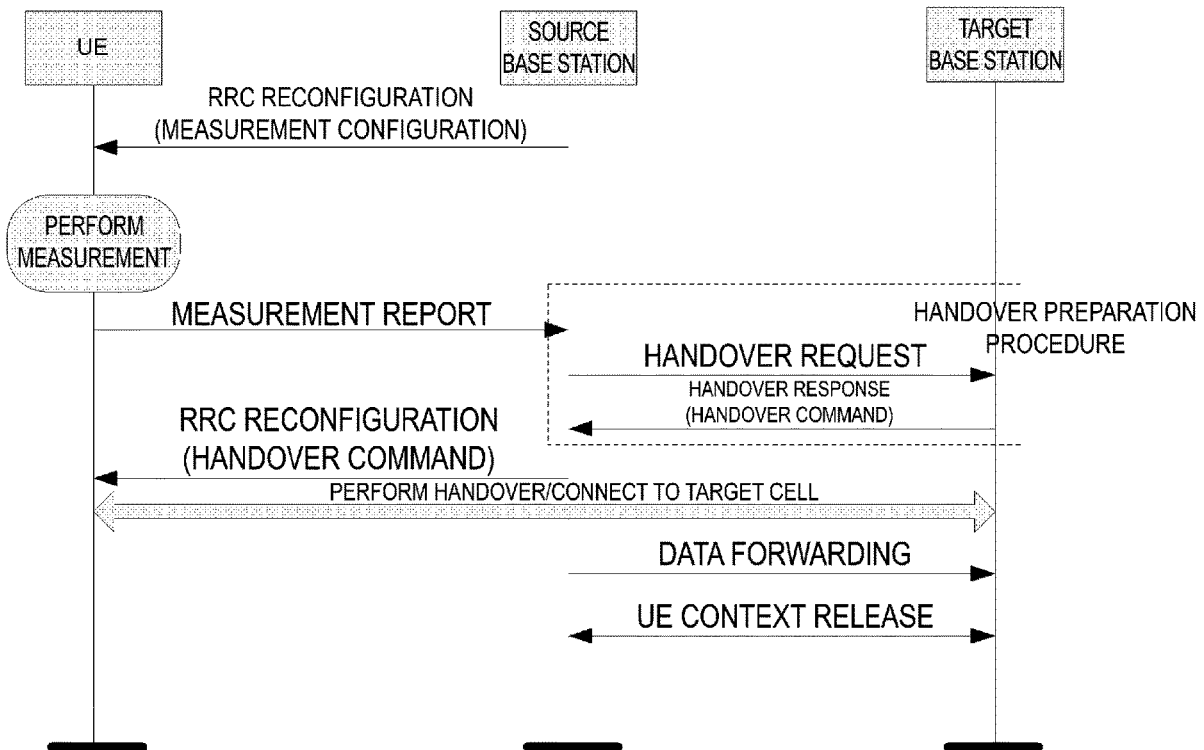 UE
SOURCE
BASE STATION
TARGET
BASE STATION
RRC RECONFIGURATION
(MEASUREMENT CONFIGURATION)
PERFORM
MEASUREMENT
MEASUREMENT REPORT
HANDOVER PREPARATION
PROCEDURE
HANDOVER REQUEST
HANDOVER RESPONSE
(HANDOVER COMMAND)
RRC RECONFIGURATION
(HANDOVER COMMAND)
PERFORM HANDOVER/CONNECT TO TARGET CELL
DATA FORWARDING
UE CONTEXT RELEASE